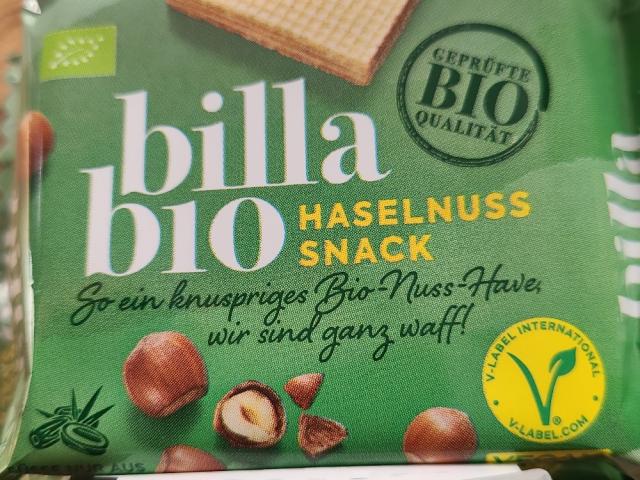 GEPRÜFTE
BIO
QUALITÄT
billa
bio
HASELNUSS
SNACK
So ein knuspriges Bio-Nuss-Have,
wir sind ganz waff!
V-LABEL INTERNATIONAL
V
®
V-LABEL.COM
billa